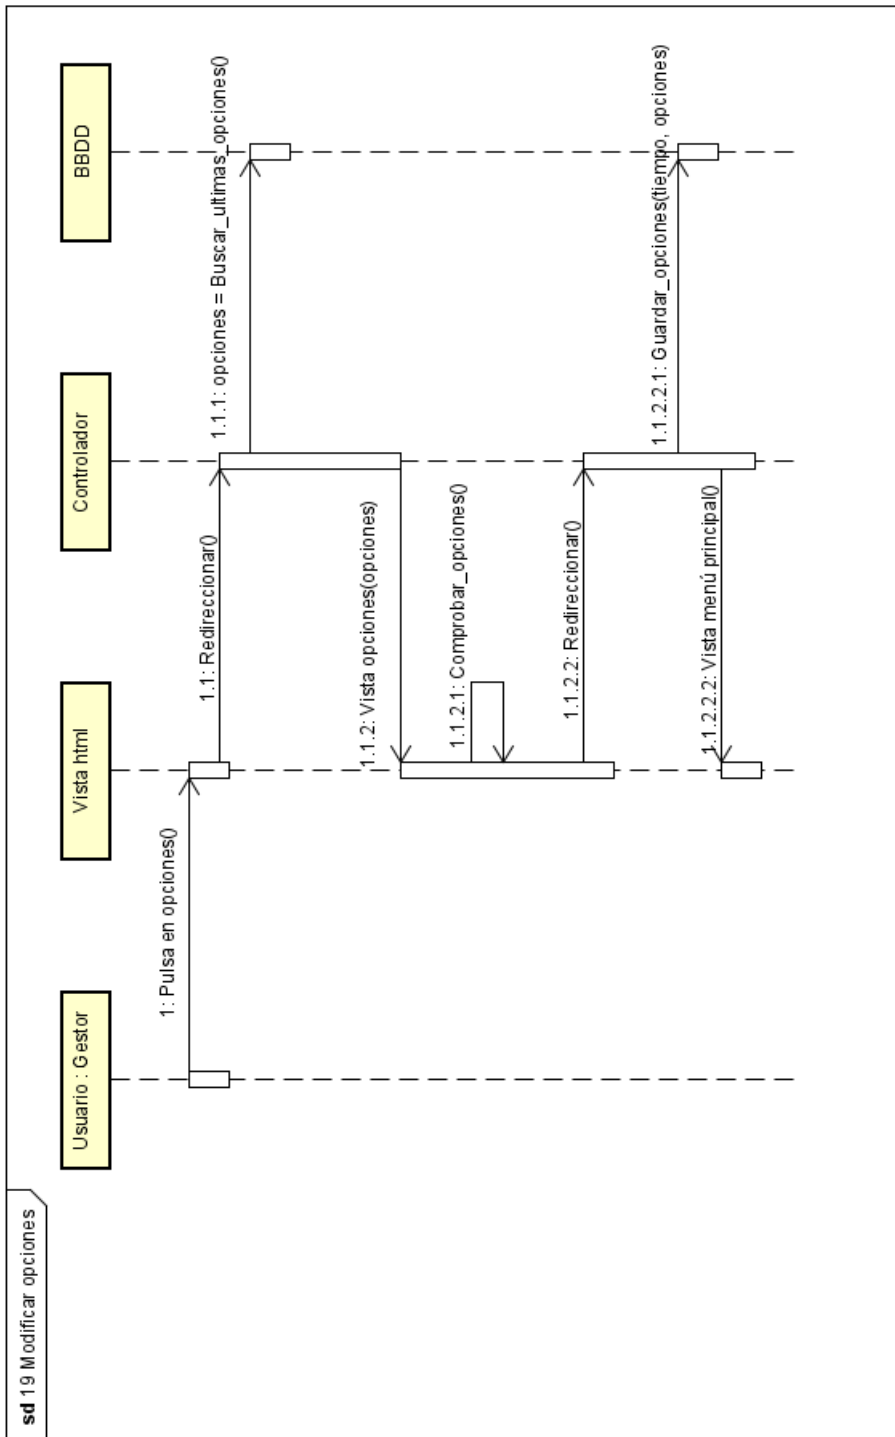 sd 19 Modificar opciones
Usuario : Gestor
Vista html
Controlador
BBDD
1: Pulsa en opciones()
1.1: Redireccionar()
1.1.1: opciones = Buscar_ultimas_opciones()
1.1.2: Vista opciones(opciones)
1.1.2.1: Comprobar_opciones()
1.1.2.2: Redireccionar()
1.1.2.2.1: Guardar_opciones(tiempo, opciones)
1.1.2.2.2: Vista menú principal()